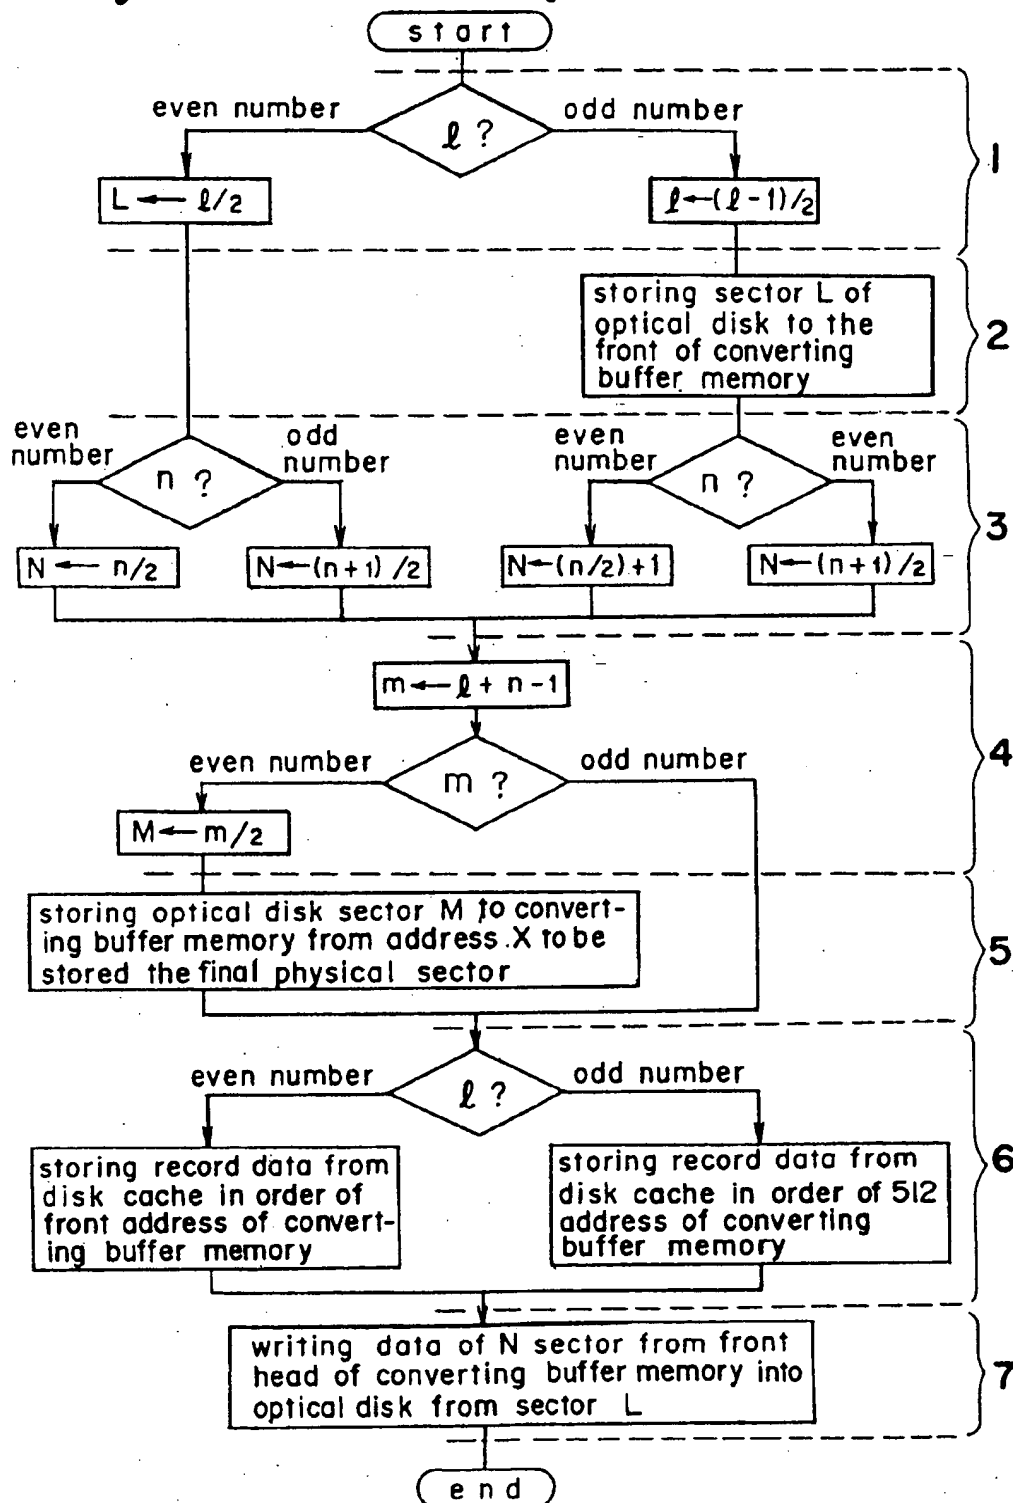 start
even number
odd number
ℓ ?
1
L ← ℓ/2
ℓ←(ℓ-1)/2
storing sector L of
optical disk to the
front of converting
buffer memory
2
even
number
odd
number
even
number
even
number
n ?
n ?
3
N ← n/2
N←(n+1)/2
N←(n/2)+1
N←(n+1)/2
m←ℓ+ n-1
4
even number
odd number
m ?
M← m/2
storing optical disk sector M to convert-
ing buffer memory from address .X to be
stored the final physical sector
5
even number
odd number
ℓ ?
6
storing record data from
disk cache in order of
front address of convert-
ing buffer memory
storing record data from
disk cache in order of 512
address of converting
buffer memory
writing data of N sector from front
head of converting buffer memory into
optical disk from sector L
7
end